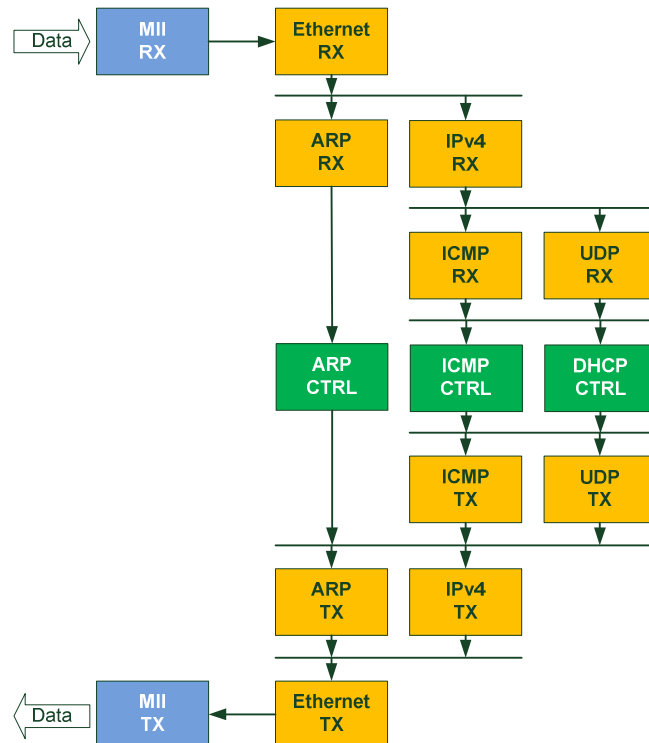 Data
MII
RX
Ethernet
RX
ARP
RX
IPv4
RX
ICMP
RX
UDP
RX
ARP
CTRL
ICMP
CTRL
DHCP
CTRL
ICMP
TX
UDP
TX
ARP
TX
IPv4
TX
Data
MII
TX
Ethernet
TX